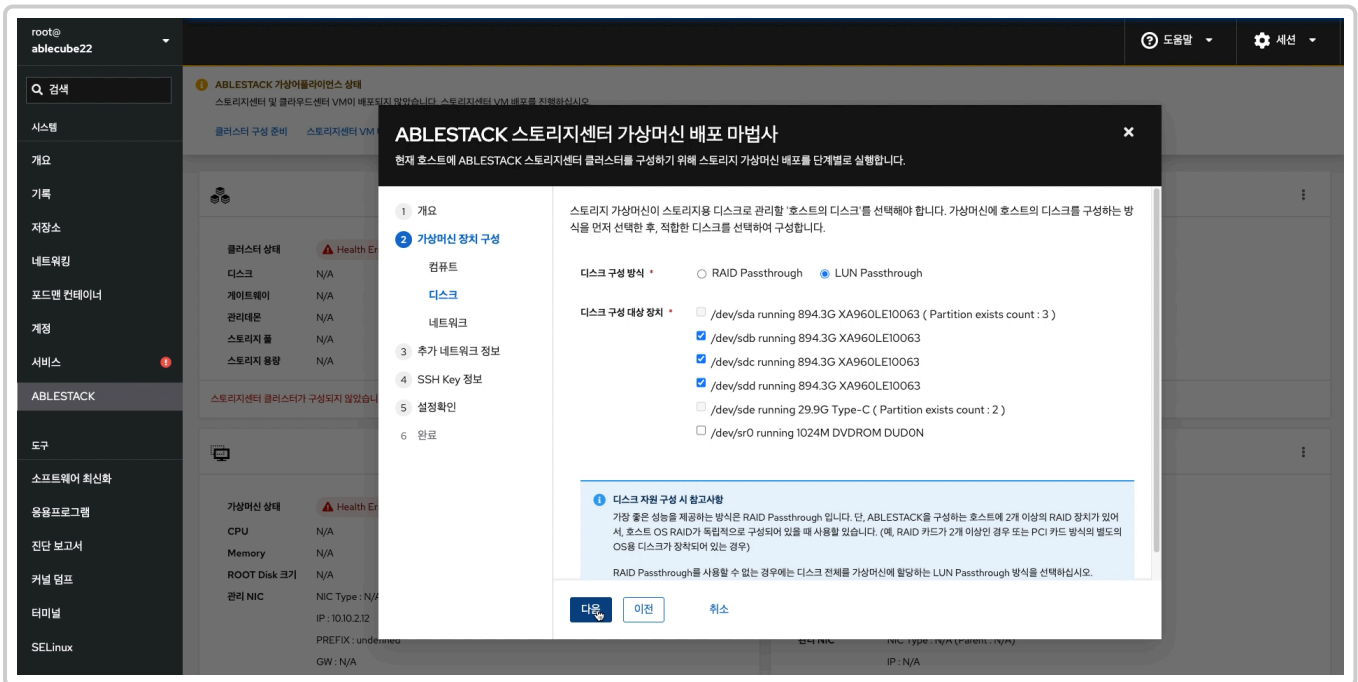 root@
ablecube22
도움말
세션
검색
시스템
개요
기록
저장소
네트워킹
포드맨 컨테이너
계정
서비스
ABLESTACK
도구
소프트웨어 최신화
응용프로그램
진단 보고서
커널 덤프
터미널
SELinux
ABLESTACK 가상어플라이언스 상태
스토리지센터 및 클라우드센터 VM이 배포되지 않았습니다. 스토리지센터 VM 배포를 진행하십시오
클러스터 구성 준비 스토리지센터 VM
클러스터 상태 Health Er
디스크 N/A
게이트웨이 N/A
관리데몬 N/A
스토리지 풀 N/A
스토리지 용량 N/A
스토리지센터 클러스터가 구성되지 않았습니
가상머신 상태 Health Er
CPU N/A
Memory N/A
ROOT Disk 크기 N/A
관리 NIC NIC Type : N/A
IP : 10.10.2.12
PREFIX : undefined
GW : N/A
관리 NIC NIC Type : N/A (Parent : N/A)
IP : N/A
ABLESTACK 스토리지센터 가상머신 배포 마법사
현재 호스트에 ABLESTACK 스토리지센터 클러스터를 구성하기 위해 스토리지 가상머신 배포를 단계별로 실행합니다.
1 개요
2 가상머신 장치 구성
컴퓨트
디스크
네트워크
3 추가 네트워크 정보
4 SSH Key 정보
5 설정확인
6 완료
스토리지 가상머신이 스토리지용 디스크로 관리할 '호스트의 디스크'를 선택해야 합니다. 가상머신에 호스트의 디스크를 구성하는 방
식을 먼저 선택한 후, 적합한 디스크를 선택하여 구성합니다.
디스크 구성 방식 * RAID Passthrough LUN Passthrough
디스크 구성 대상 장치 * /dev/sda running 894.3G XA960LE10063 ( Partition exists count : 3 )
/dev/sdb running 894.3G XA960LE10063
/dev/sdc running 894.3G XA960LE10063
/dev/sdd running 894.3G XA960LE10063
/dev/sde running 29.9G Type-C ( Partition exists count : 2 )
/dev/sr0 running 1024M DVDROM DUD0N
디스크 자원 구성 시 참고사항
가장 좋은 성능을 제공하는 방식은 RAID Passthrough 입니다. 단, ABLESTACK을 구성하는 호스트에 2개 이상의 RAID 장치가 있어
서, 호스트 OS RAID가 독립적으로 구성되어 있을 때 사용할 있습니다. (예, RAID 카드가 2개 이상인 경우 또는 PCI 카드 방식의 별도의
OS용 디스크가 장착되어 있는 경우)
RAID Passthrough를 사용할 수 없는 경우에는 디스크 전체를 가상머신에 할당하는 LUN Passthrough 방식을 선택하십시오.
다음 이전 취소